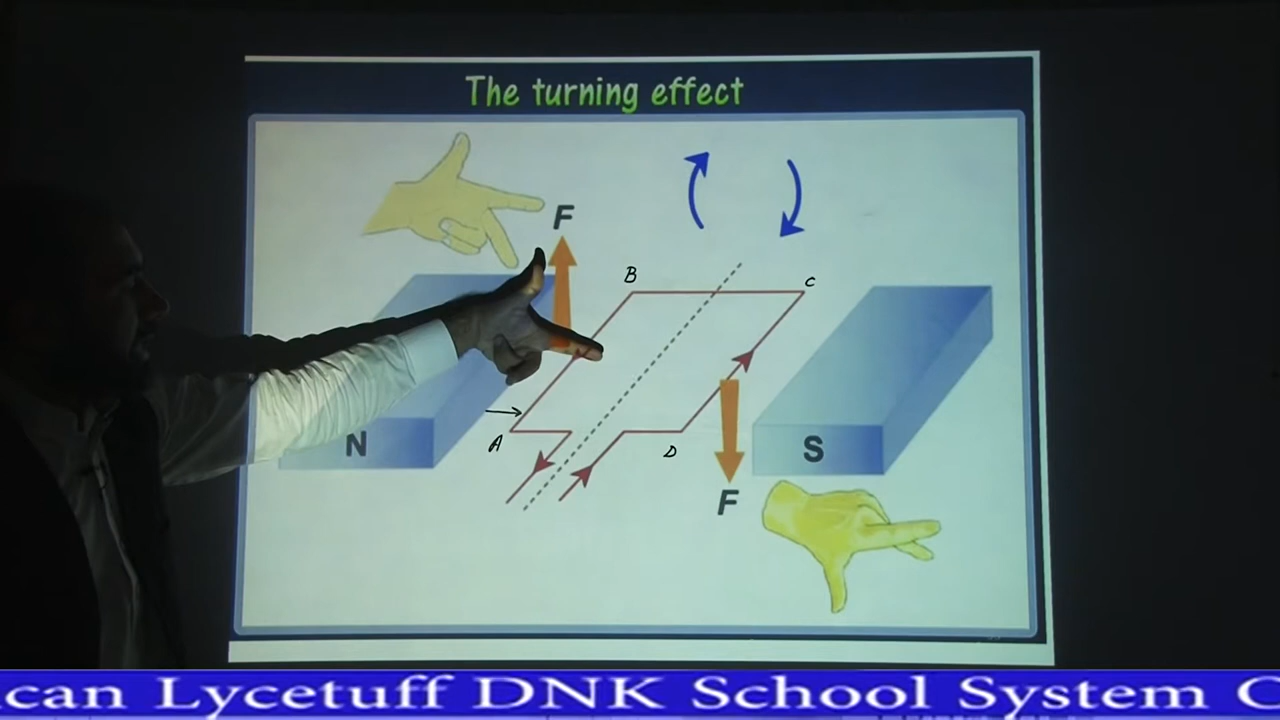 The turning effect
F
B
C
N
A
D
S
F
can Lycetuff DNK School System C